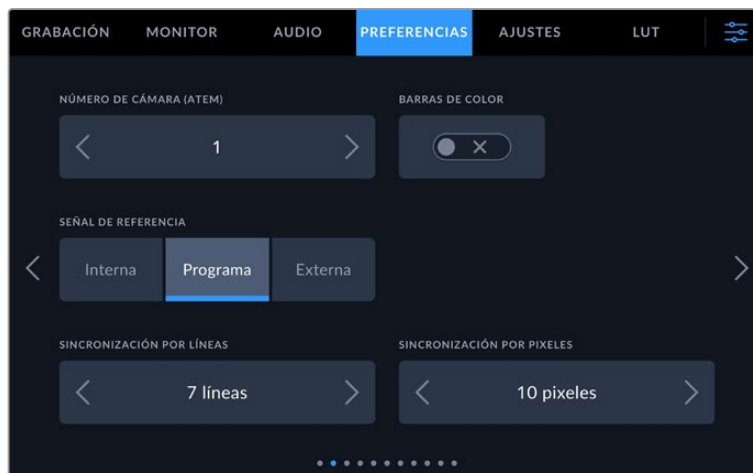 GRABACIÓN MONITOR AUDIO PREFERENCIAS AJUSTES LUT
NÚMERO DE CÁMARA (ATEM) BARRAS DE COLOR
1
SEÑAL DE REFERENCIA
Interna Programa Externa
SINCRONIZACIÓN POR LÍNEAS SINCRONIZACIÓN POR PIXELES
7 líneas 10 pixeles